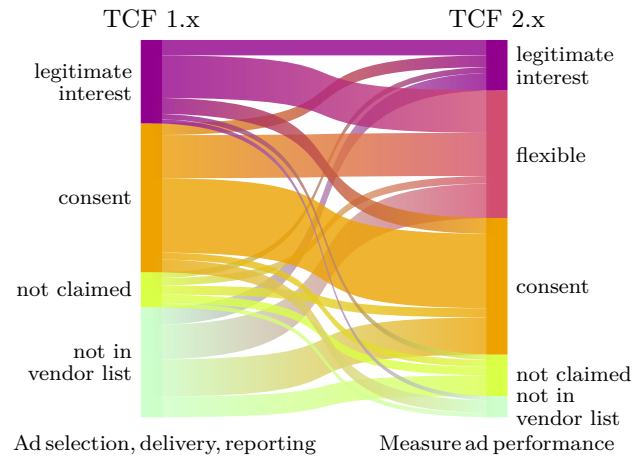 TCF 1.x
TCF 2.x
legitimate
interest
consent
not claimed
not in
vendor list
legitimate
interest
flexible
consent
not claimed
not in
vendor list
Ad selection, delivery, reporting
Measure ad performance